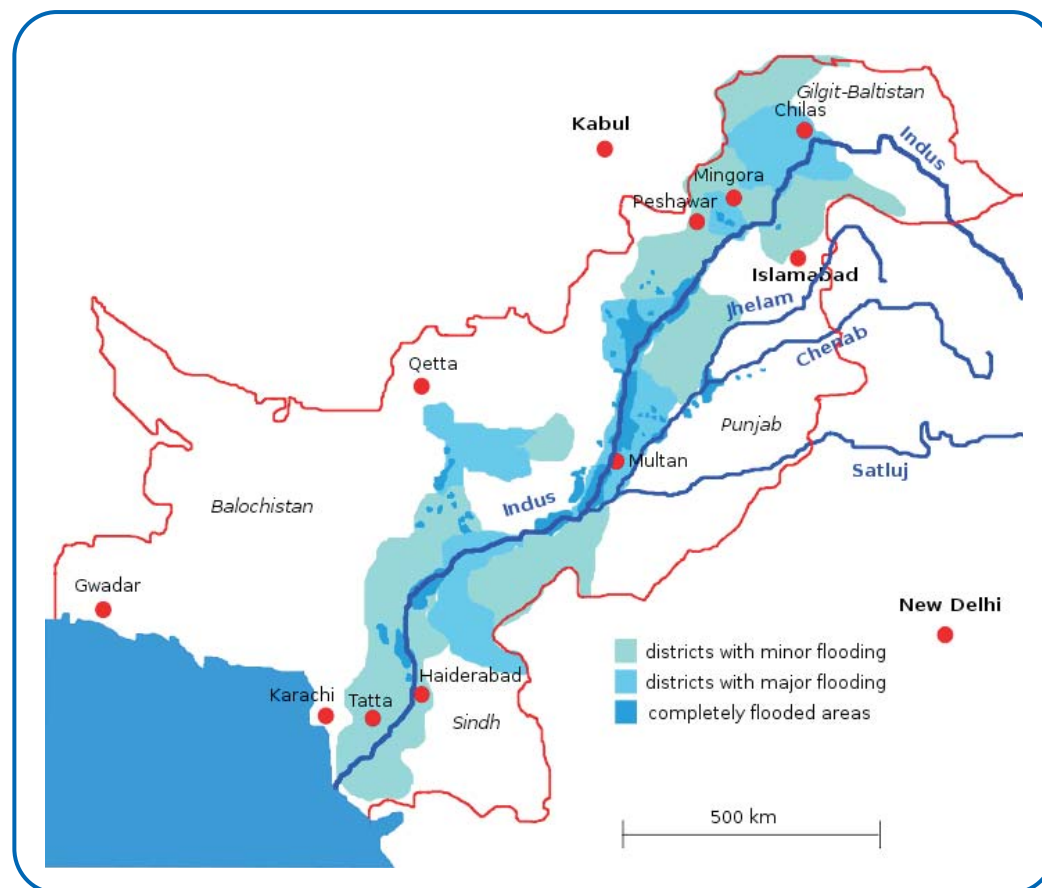 Gilgit-Baltistan
Chilas
Kabul
Indus
Mingora
Peshawar
Islamabad
Jhelam
Chenab
Qetta
Punjab
Multan
Satluj
Indus
Balochistan
Gwadar
New Delhi
districts with minor flooding
districts with major flooding
completely flooded areas
Haiderabad
Karachi
Tatta
Sindh
500 km